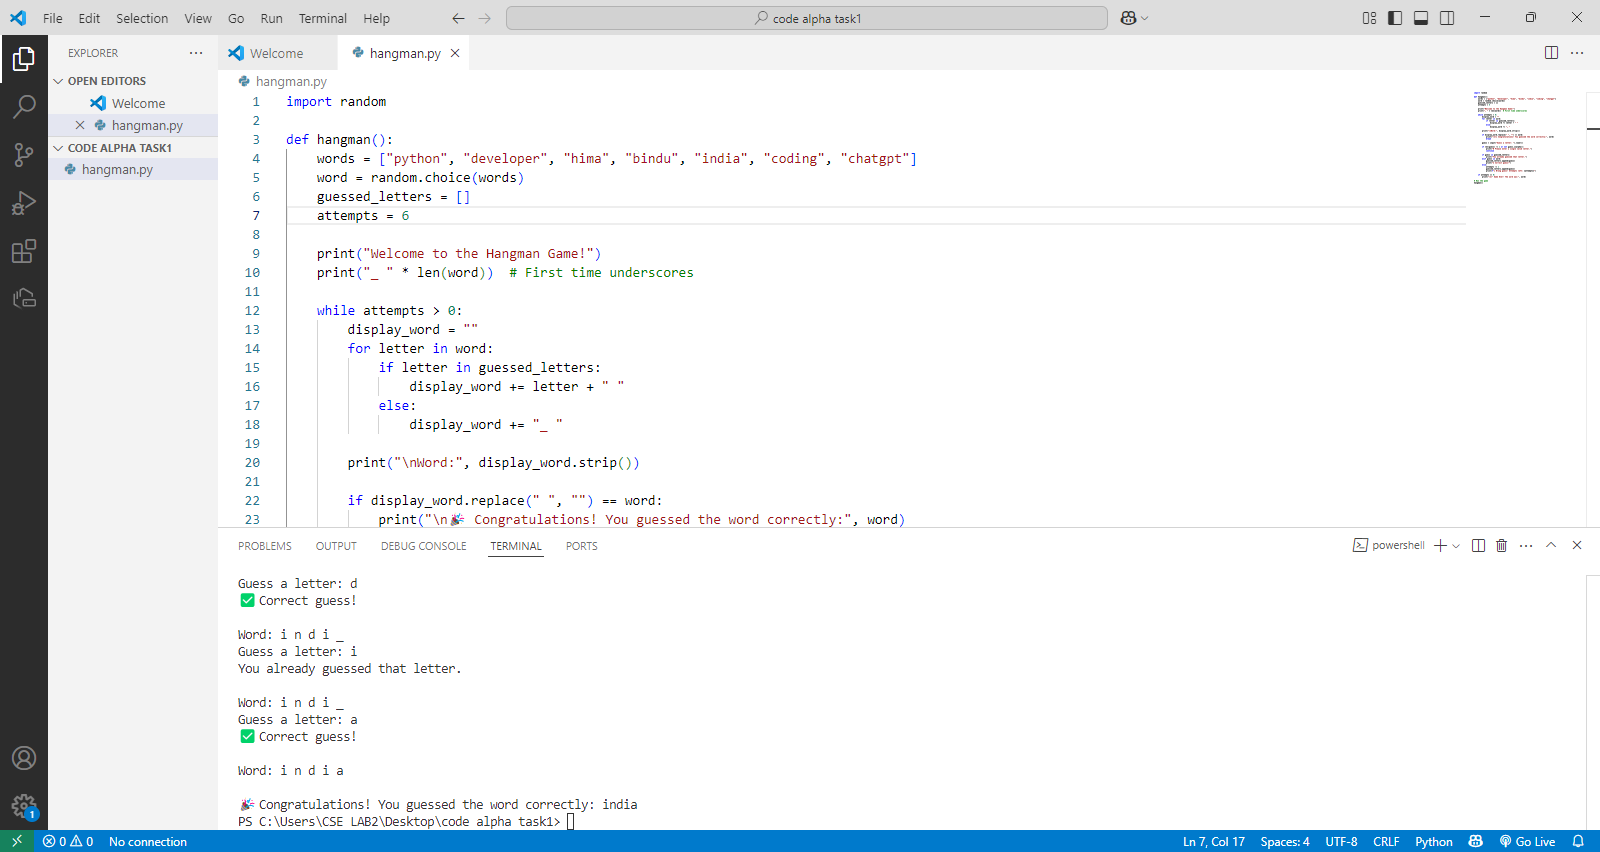 File Edit Selection View Go Run Terminal Help
code alpha task1
EXPLORER
OPEN EDITORS
Welcome
hangman.py
CODE ALPHA TASK1
hangman.py
Welcome
hangman.py
hangman.py
1 import random
2
3 def hangman():
4 words = ["python", "developer", "hima", "bindu", "india", "coding", "chatgpt"]
5 word = random.choice(words)
6 guessed_letters = []
7 attempts = 6
8
9 print("Welcome to the Hangman Game!")
10 print("_ " * len(word)) # First time underscores
11
12 while attempts > 0:
13 display_word = ""
14 for letter in word:
15 if letter in guessed_letters:
16 display_word += letter + " "
17 else:
18 display_word += "_ "
19
20 print("\nWord:", display_word.strip())
21
22 if display_word.replace(" ", "") == word:
23 print("\n🎉 Congratulations! You guessed the word correctly:", word)
PROBLEMS OUTPUT DEBUG CONSOLE TERMINAL PORTS
powershell
Guess a letter: d
✅ Correct guess!
Word: i n d i _
Guess a letter: i
You already guessed that letter.
Word: i n d i _
Guess a letter: a
✅ Correct guess!
Word: i n d i a
🎉 Congratulations! You guessed the word correctly: india
PS C:\Users\CSE LAB2\Desktop\code alpha task1>
1
0 0 No connection
Ln 7, Col 17 Spaces: 4 UTF-8 CRLF Python Go Live